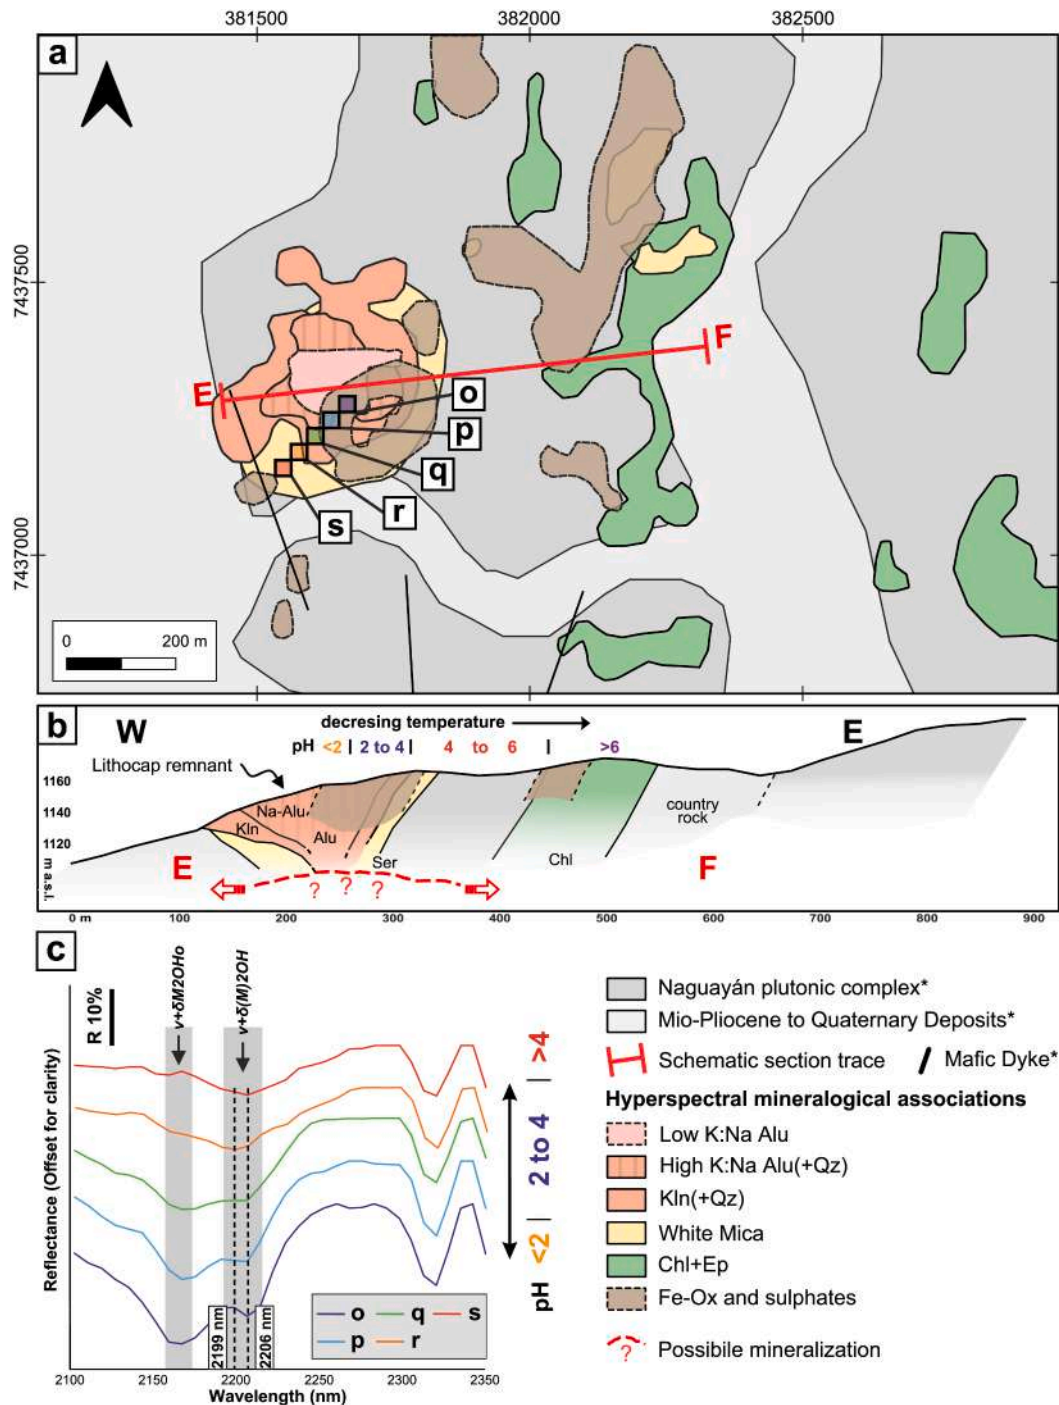 381500 382000 382500
a
7437500
7437000
E
F
o
p
q
r
s
0 200 m
b
W
decresing temperature
E
pH <2 | 2 to 4 | 4 to 6 | >6
Lithocap remnant
1160
1140
1120
m a.s.l.
Na-Alu
Kln
Alu
Ser
Chl
country
rock
E
F
? ? ?
0 m 100 200 300 400 500 600 700 800 900
c
R 10%
v+δM2OHo
v+δ(M)2OH
Reflectance (Offset for clarity)
2199 nm
2206 nm
o q s
p r
2100 2150 2200 2250 2300 2350
Wavelength (nm)
pH <2 2 to 4 >4
Naguayán plutonic complex*
Mio-Pliocene to Quaternary Deposits*
Schematic section trace Mafic Dyke*
Hyperspectral mineralogical associations
Low K:Na Alu
High K:Na Alu(+Qz)
Kln(+Qz)
White Mica
Chl+Ep
Fe-Ox and sulphates
? Possibile mineralization